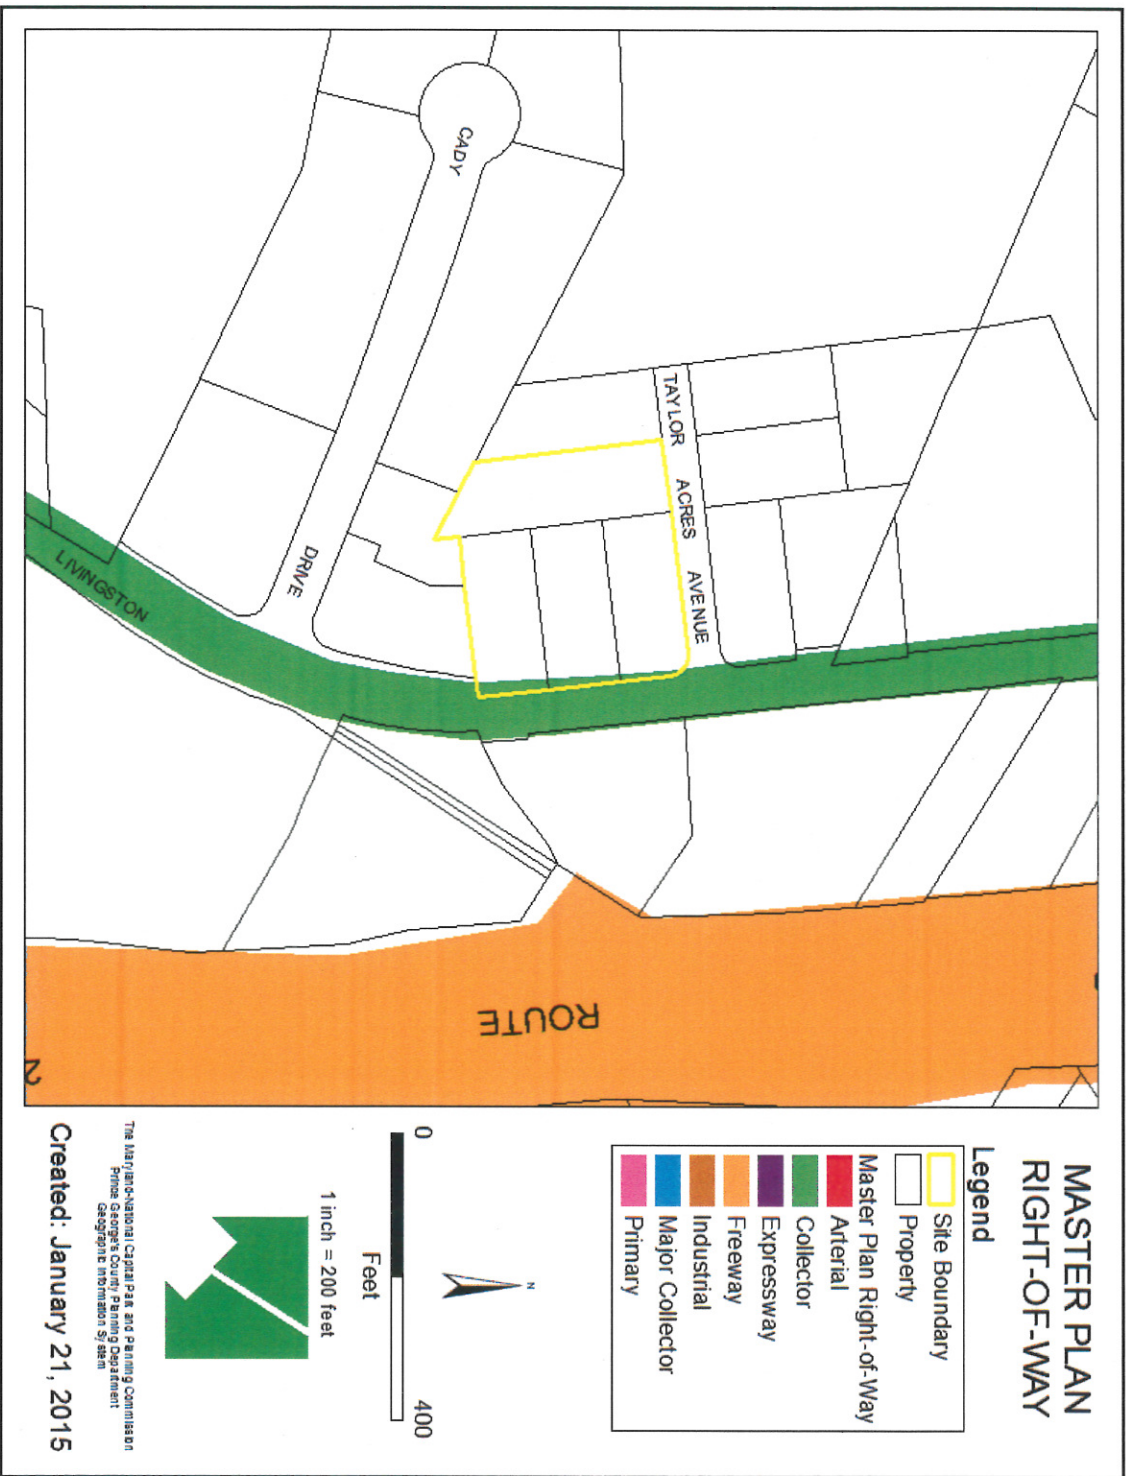 MASTER PLAN
RIGHT-OF-WAY
Legend
Site Boundary
Property
Master Plan Right-of-Way
Arterial
Collector
Expressway
Freeway
Industrial
Major Collector
Primary
N
0
400
Feet
1 inch = 200 feet
The Maryland-National Capital Park and Planning Commission
Prince George's County Planning Department
Geographic Information System
Created: January 21, 2015
CADY
DRIVE
TAYLOR ACRES AVENUE
LIVINGSTON
ROUTE
2